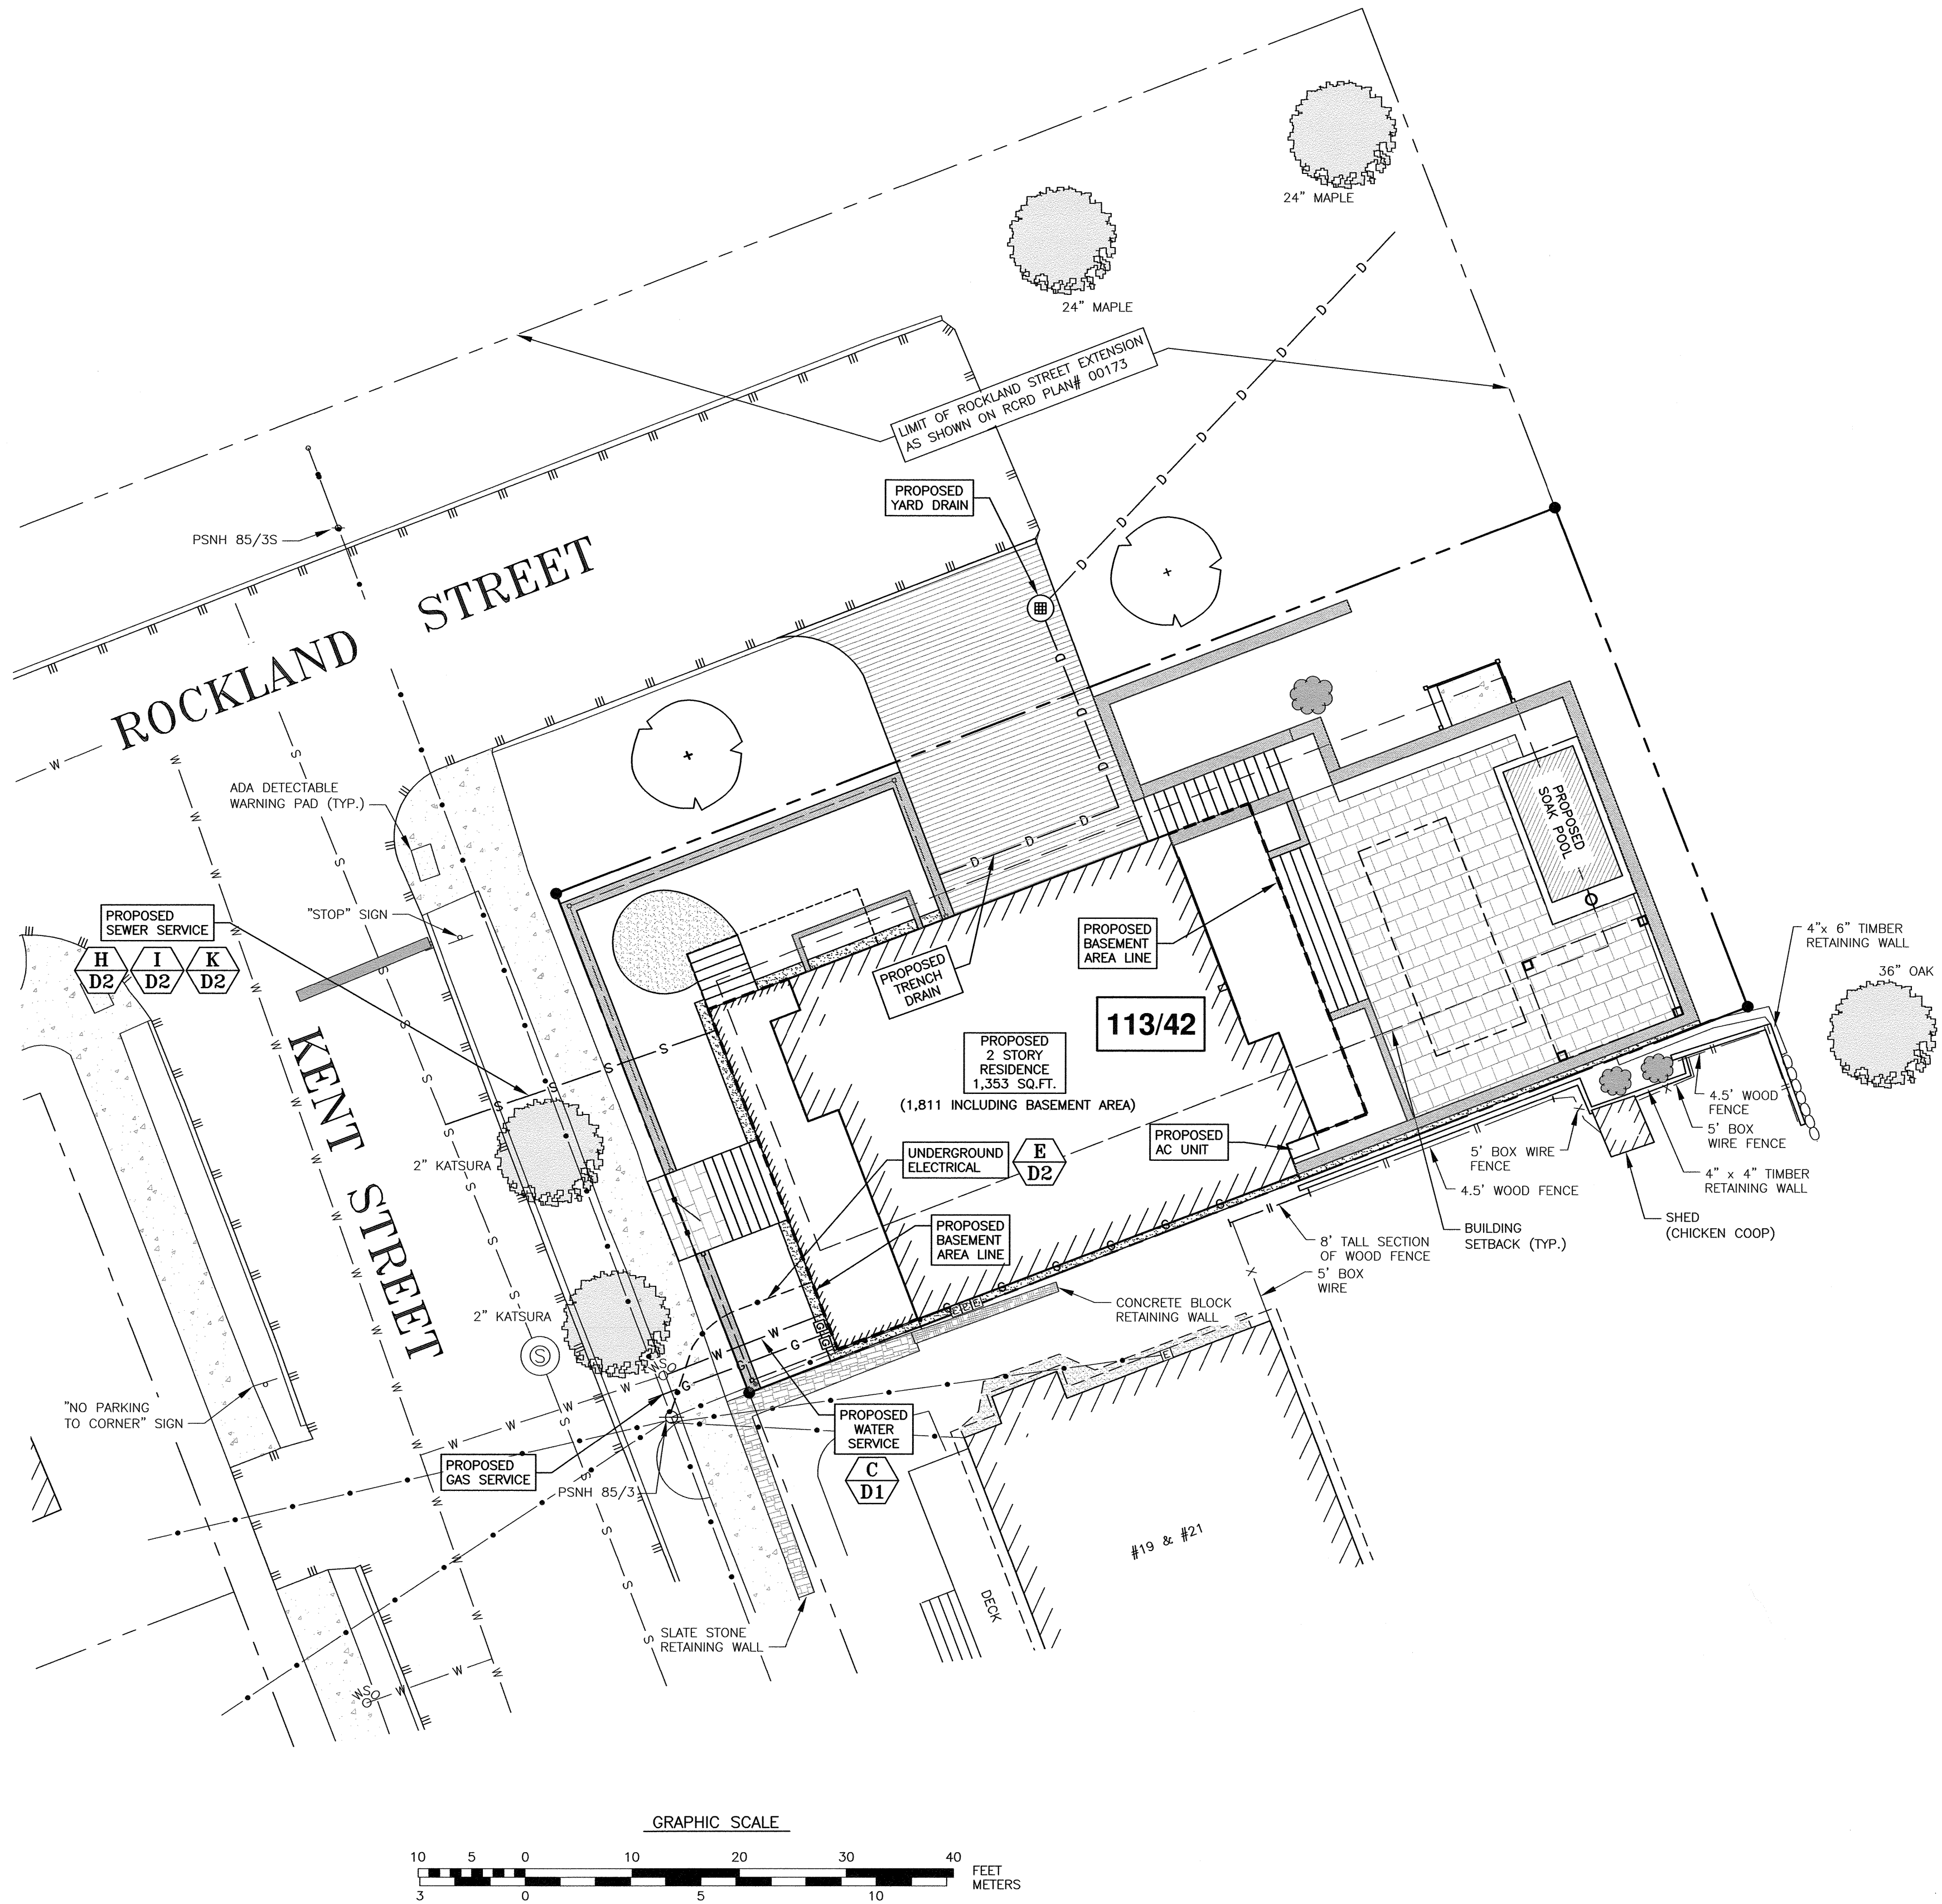 24" MAPLE
24" MAPLE
LIMIT OF ROCKLAND STREET EXTENSION
AS SHOWN ON RCRD PLAN# 00173
PROPOSED
YARD DRAIN
PSNH 85/3S
ROCKLAND STREET
ADA DETECTABLE
WARNING PAD (TYP.)
"STOP" SIGN
PROPOSED
SEWER SERVICE
H
D2
I
D2
K
D2
KENT STREET
PROPOSED
SOAK POOL
PROPOSED
BASEMENT
AREA LINE
PROPOSED
TRENCH
DRAIN
113/42
PROPOSED
2 STORY
RESIDENCE
1,353 SQ.FT.
(1,811 INCLUDING BASEMENT AREA)
4"x 6" TIMBER
RETAINING WALL
36" OAK
4.5' WOOD
FENCE
5' BOX
WIRE FENCE
4" x 4" TIMBER
RETAINING WALL
5' BOX WIRE
FENCE
4.5' WOOD FENCE
SHED
(CHICKEN COOP)
BUILDING
SETBACK (TYP.)
8' TALL SECTION
OF WOOD FENCE
5' BOX
WIRE
PROPOSED
AC UNIT
UNDERGROUND
ELECTRICAL
E
D2
PROPOSED
BASEMENT
AREA LINE
2" KATSURA
2" KATSURA
S
WSO
CONCRETE BLOCK
RETAINING WALL
"NO PARKING
TO CORNER" SIGN
PROPOSED
GAS SERVICE
PSNH 85/3
PROPOSED
WATER
SERVICE
C
D1
#19 & #21
DECK
SLATE STONE
RETAINING WALL
WSO
GRAPHIC SCALE
10 5 0 10 20 30 40
FEET
METERS
3 0 5 10